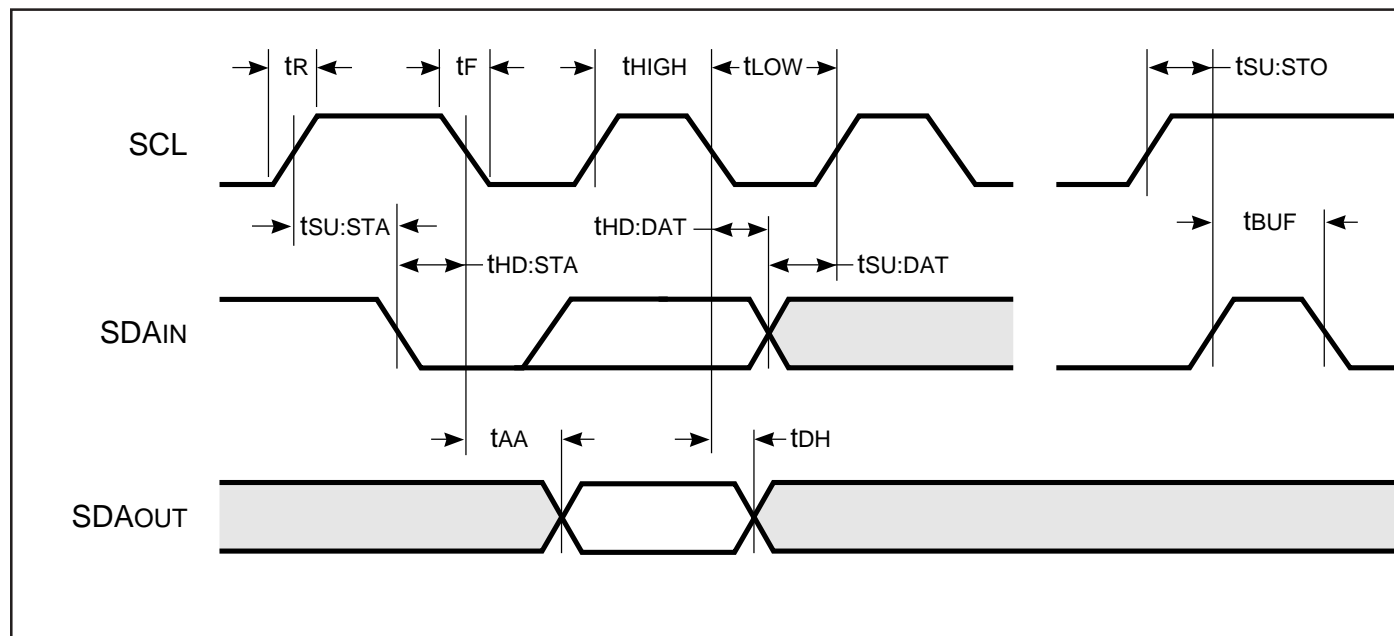 tR tF tHIGH tLOW tSU:STO
SCL
tSU:STA tHD:DAT tBUF
tHD:STA tSU:DAT
SDAIN
tAA tDH
SDAOUT